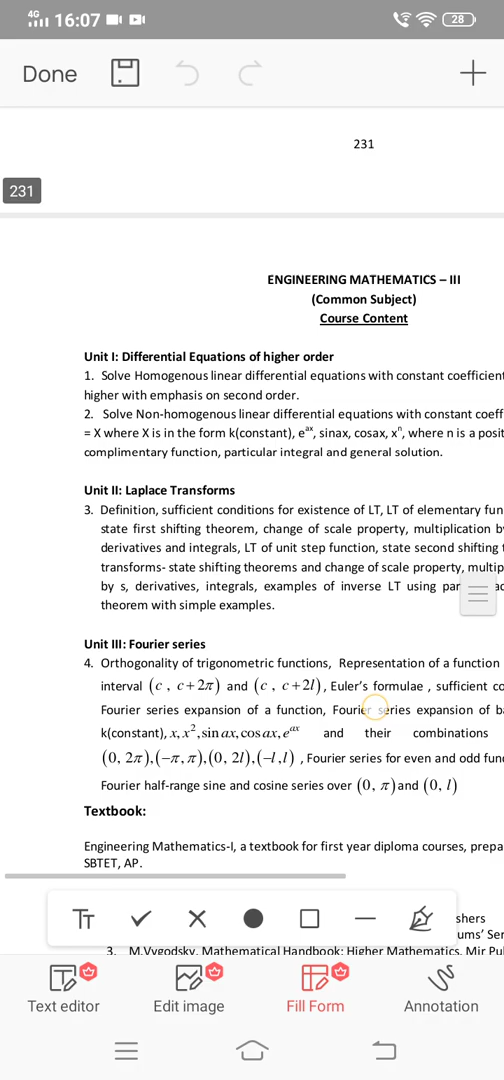 4G 16:07 28
Done
231
231
ENGINEERING MATHEMATICS – III
(Common Subject)
Course Content
Unit I: Differential Equations of higher order
1. Solve Homogenous linear differential equations with constant coefficient
higher with emphasis on second order.
2. Solve Non-homogenous linear differential equations with constant coeff
= X where X is in the form k(constant), eᵃˣ, sinax, cosax, xⁿ, where n is a posit
complimentary function, particular integral and general solution.
Unit II: Laplace Transforms
3. Definition, sufficient conditions for existence of LT, LT of elementary fun
state first shifting theorem, change of scale property, multiplication b
derivatives and integrals, LT of unit step function, state second shifting
transforms- state shifting theorems and change of scale property, multip
by s, derivatives, integrals, examples of inverse LT using par
theorem with simple examples.
Unit III: Fourier series
4. Orthogonality of trigonometric functions, Representation of a function
interval (c , c+2π) and (c , c+2l), Euler's formulae , sufficient co
Fourier series expansion of a function, Fourier series expansion of b
k(constant), x, x², sin ax, cos ax, eᵃˣ and their combinations
(0, 2π),(−π, π),(0, 2l),(−l, l) , Fourier series for even and odd fun
Fourier half-range sine and cosine series over (0, π)and (0, l)
Textbook:
Engineering Mathematics-I, a textbook for first year diploma courses, prepa
SBTET, AP.
shers
ums' Ser
3. M.Vygodsky, Mathematical Handbook: Higher Mathematics, Mir Pu
TT
Text editor Edit image Fill Form Annotation